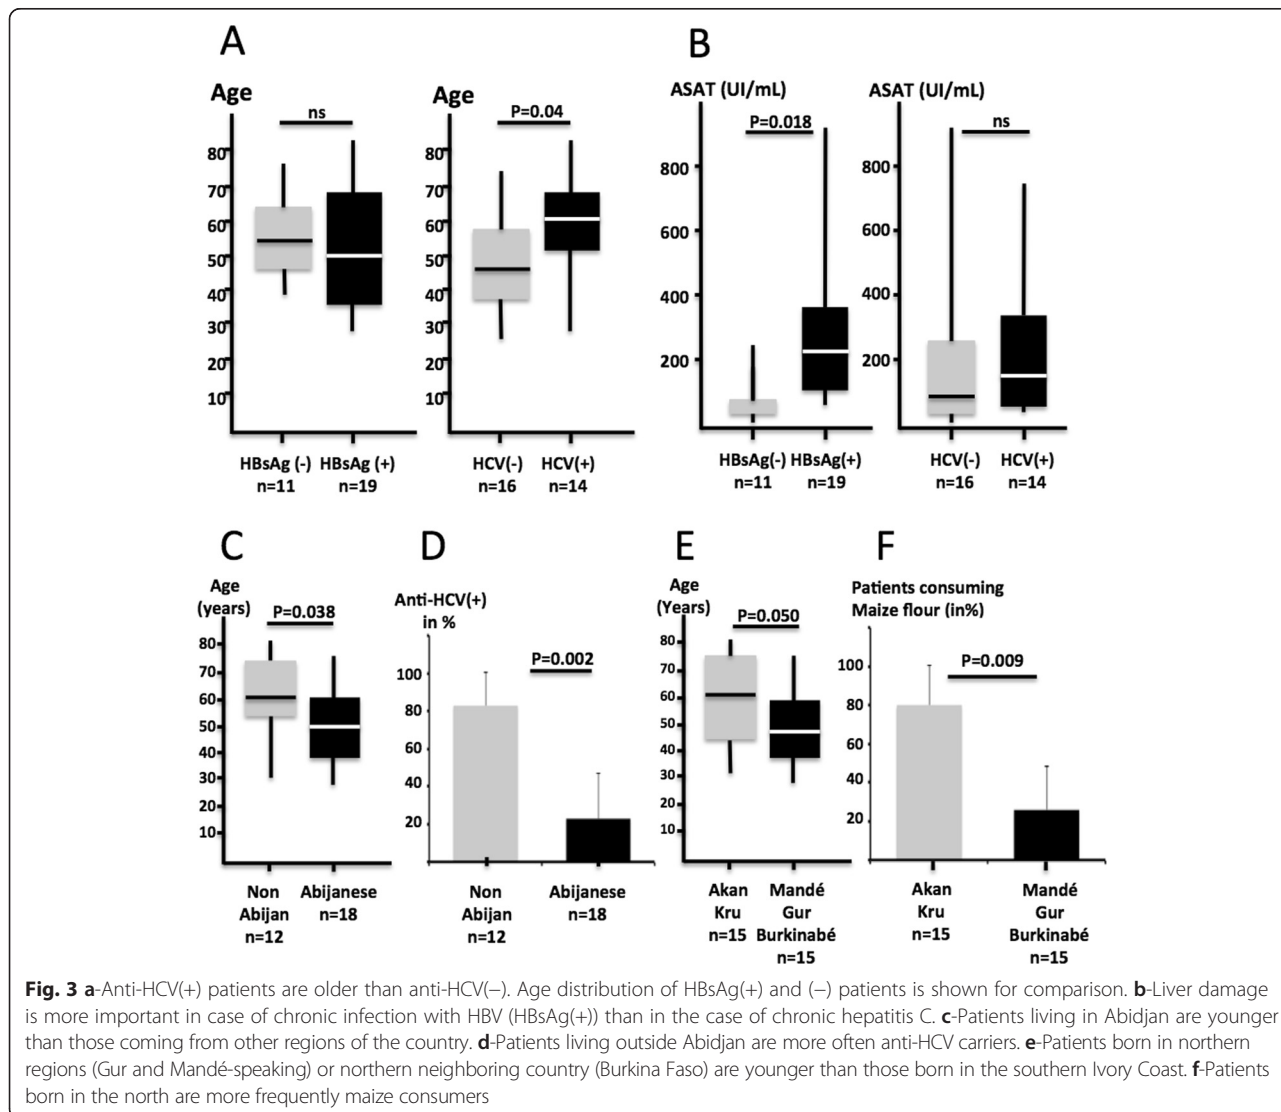 A
Age
ns
80
70
60
50
40
30
20
10
HBsAg (-)
n=11
HBsAg (+)
n=19
Age
P=0.04
80
70
60
50
40
30
20
10
HCV(-)
n=16
HCV(+)
n=14
B
ASAT (UI/mL)
P=0.018
800
600
400
200
HBsAg(-)
n=11
HBsAg(+)
n=19
ASAT (UI/mL)
ns
800
600
400
200
HCV(-)
n=16
HCV(+)
n=14
C
Age
(years)
P=0.038
80
70
60
50
40
30
20
10
Non
Abijan
n=12
Abijanese
n=18
D
Anti-HCV(+)
in %
P=0.002
100
80
60
40
20
Non
Abijan
n=12
Abijanese
n=18
E
Age
(Years)
P=0.050
80
70
60
50
40
30
20
10
Akan
Kru
n=15
Mandé
Gur
Burkinabé
n=15
F
Patients consuming
Maize flour (in%)
P=0.009
100
80
60
40
20
Akan
Kru
n=15
Mandé
Gur
Burkinabé
n=15
Fig. 3 a-Anti-HCV(+) patients are older than anti-HCV(−). Age distribution of HBsAg(+) and (−) patients is shown for comparison. b-Liver damage
is more important in case of chronic infection with HBV (HBsAg(+)) than in the case of chronic hepatitis C. c-Patients living in Abidjan are younger
than those coming from other regions of the country. d-Patients living outside Abidjan are more often anti-HCV carriers. e-Patients born in northern
regions (Gur and Mandé-speaking) or northern neighboring country (Burkina Faso) are younger than those born in the southern Ivory Coast. f-Patients
born in the north are more frequently maize consumers